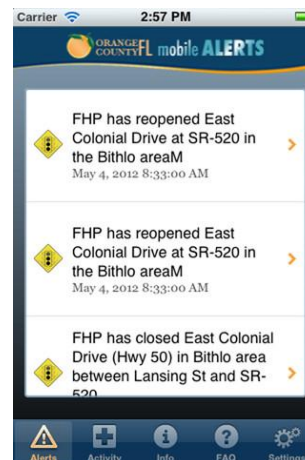 Carrier 2:57 PM
ORANGE
COUNTYFL mobile ALERTS
FHP has reopened East
Colonial Drive at SR-520 in
the Bithlo areaM
May 4, 2012 8:33:00 AM
FHP has reopened East
Colonial Drive at SR-520 in
the Bithlo areaM
May 4, 2012 8:33:00 AM
FHP has closed East Colonial
Drive (Hwy 50) in Bithlo area
between Lansing St and SR-
520
Alerts Activity Info FAQ Settings